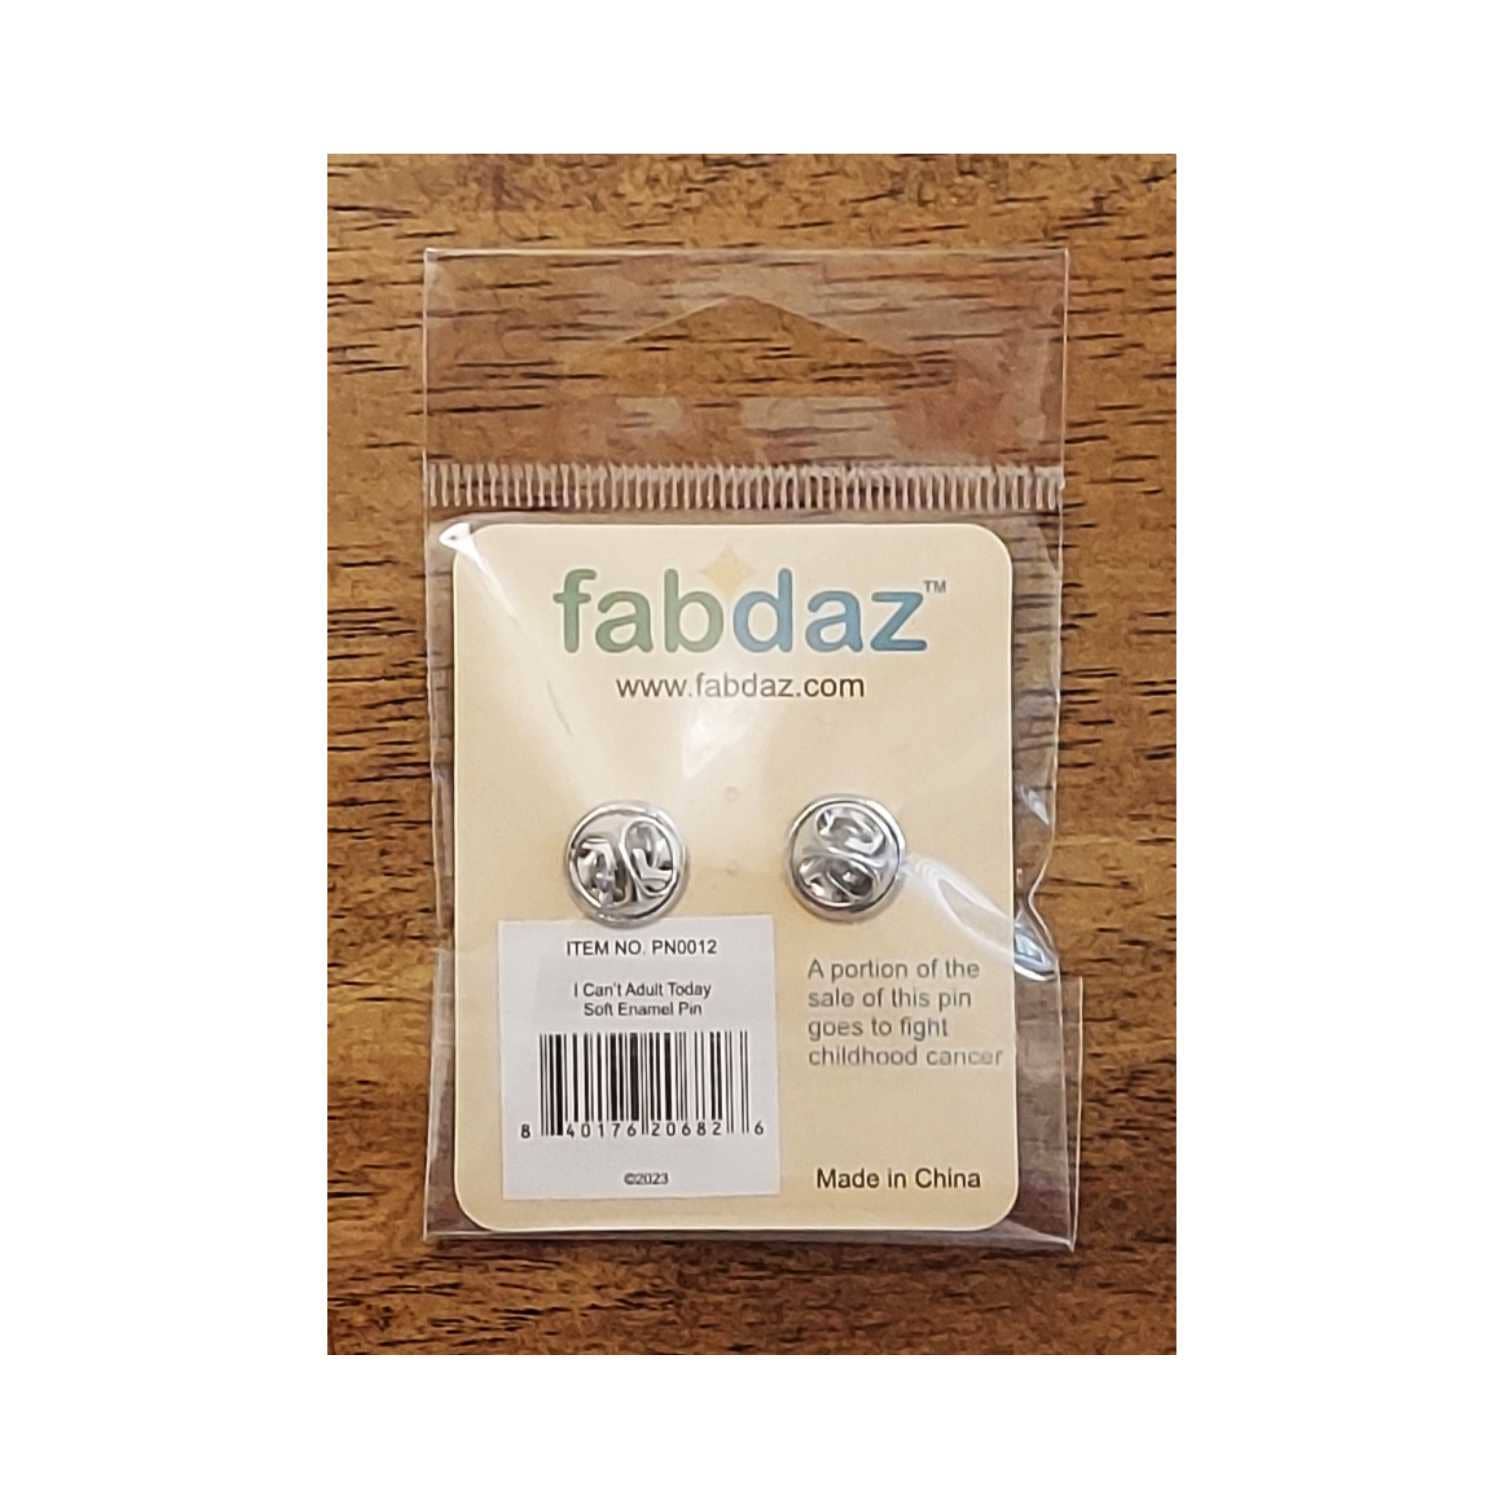 fabdaz™
www.fabdaz.com
ITEM NO. PN0012
I Can't Adult Today
Soft Enamel Pin
8 40176 20682 6
©2023
A portion of the
sale of this pin
goes to fight
childhood cancer
Made in China